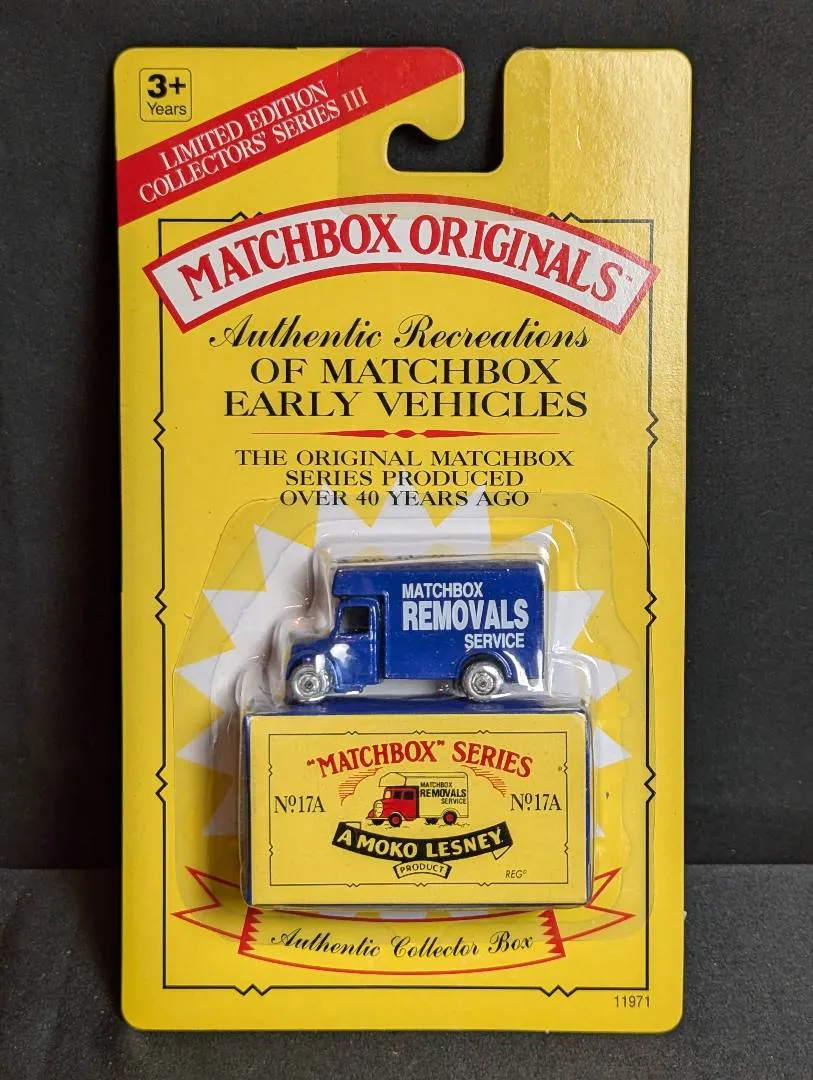 3+
Years
LIMITED EDITION
COLLECTORS' SERIES III
MATCHBOX ORIGINALS™
Authentic Recreations
OF MATCHBOX
EARLY VEHICLES
THE ORIGINAL MATCHBOX
SERIES PRODUCED
OVER 40 YEARS AGO
MATCHBOX
REMOVALS
SERVICE
"MATCHBOX" SERIES
Nº17A
MATCHBOX
REMOVALS
SERVICE
Nº17A
A MOKO LESNEY
PRODUCT
REGD
Authentic Collector Box
11971